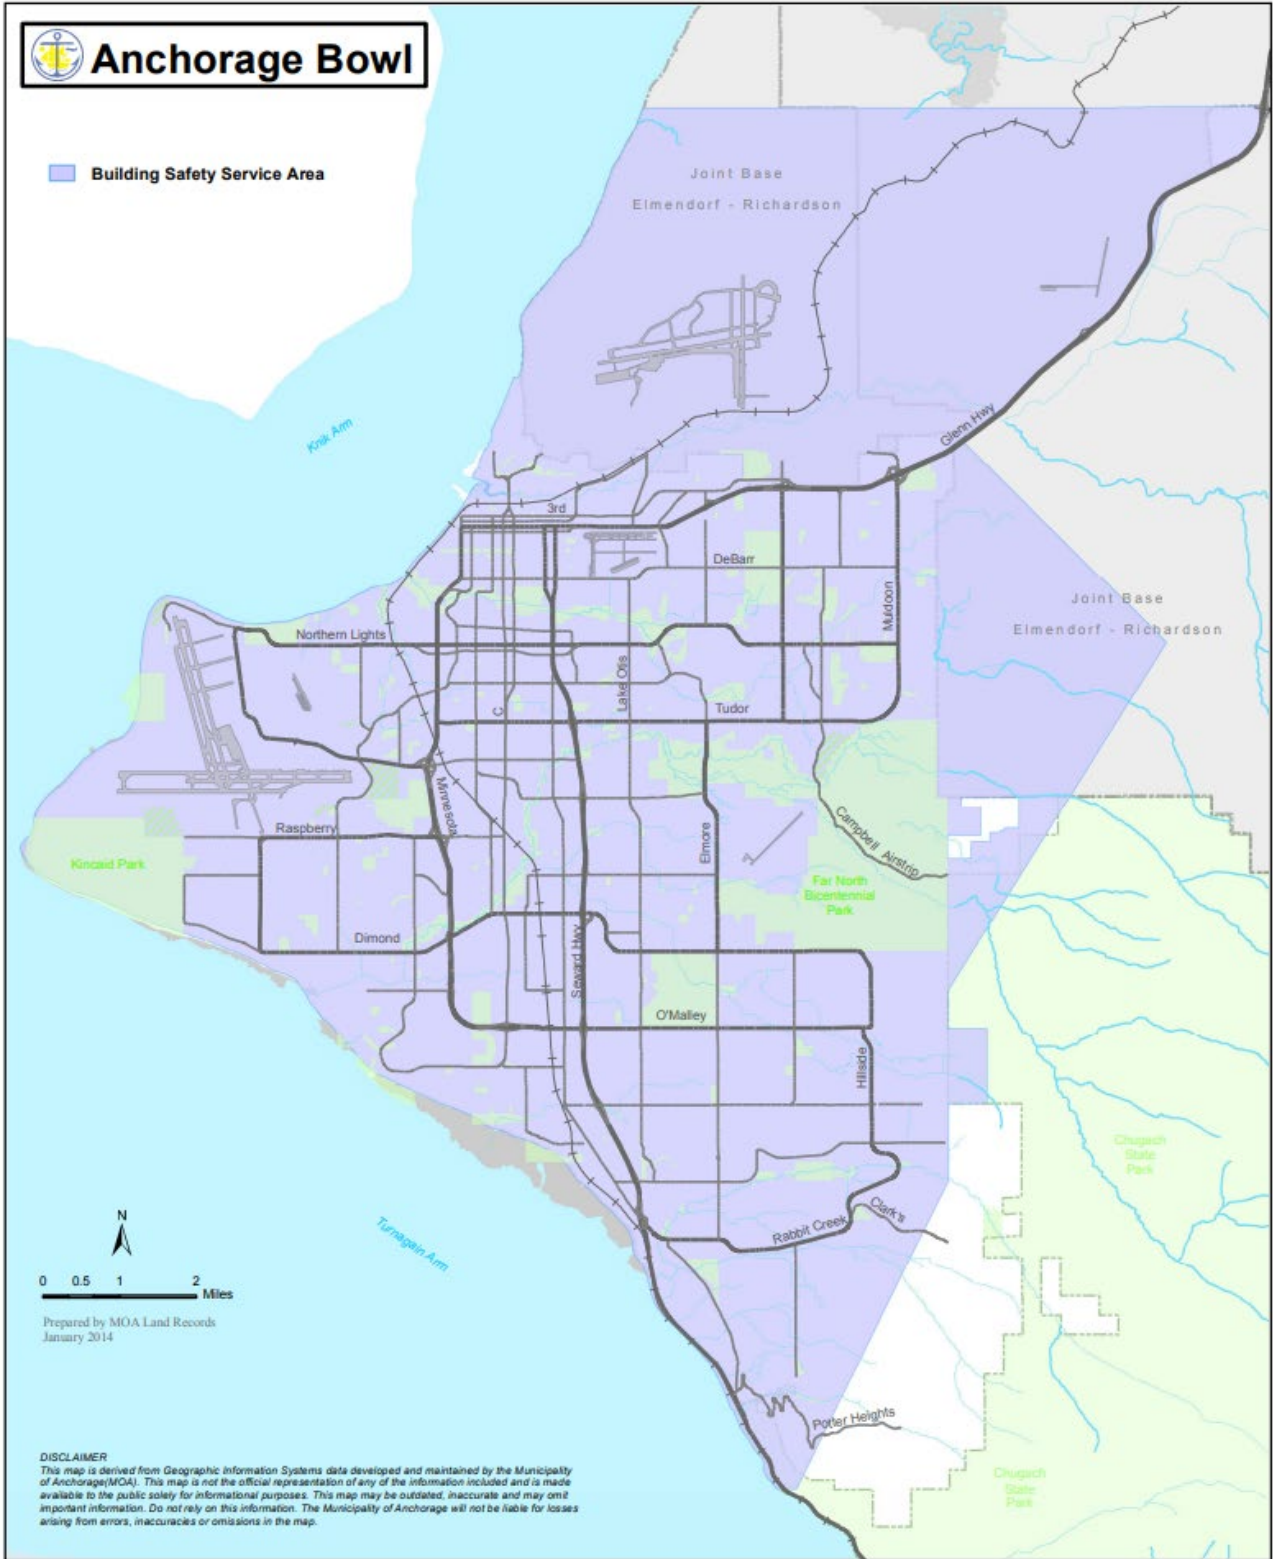 Anchorage Bowl
Building Safety Service Area
Joint Base
Elmendorf - Richardson
Knik Arm
Glenn Hwy
3rd
DeBarr
Muldoon
Joint Base
Elmendorf - Richardson
Northern Lights
Lake Otis
C
Tudor
Minnesota
Raspberry
Elmore
Campbell Airstrip
Kincaid Park
Far North
Bicentennial
Park
Dimond
Seward Hwy
O'Malley
Hillside
Chugach
State
Park
Clark's
Rabbit Creek
Turnagain Arm
N
0 0.5 1 2
Miles
Prepared by MOA Land Records
January 2014
Potter Heights
Chugach
State
Park
DISCLAIMER
This map is derived from Geographic Information Systems data developed and maintained by the Municipality
of Anchorage(MOA). This map is not the official representation of any of the information included and is made
available to the public solely for informational purposes. This map may be outdated, inaccurate and may omit
important information. Do not rely on this information. The Municipality of Anchorage will not be liable for losses
arising from errors, inaccuracies or omissions in the map.